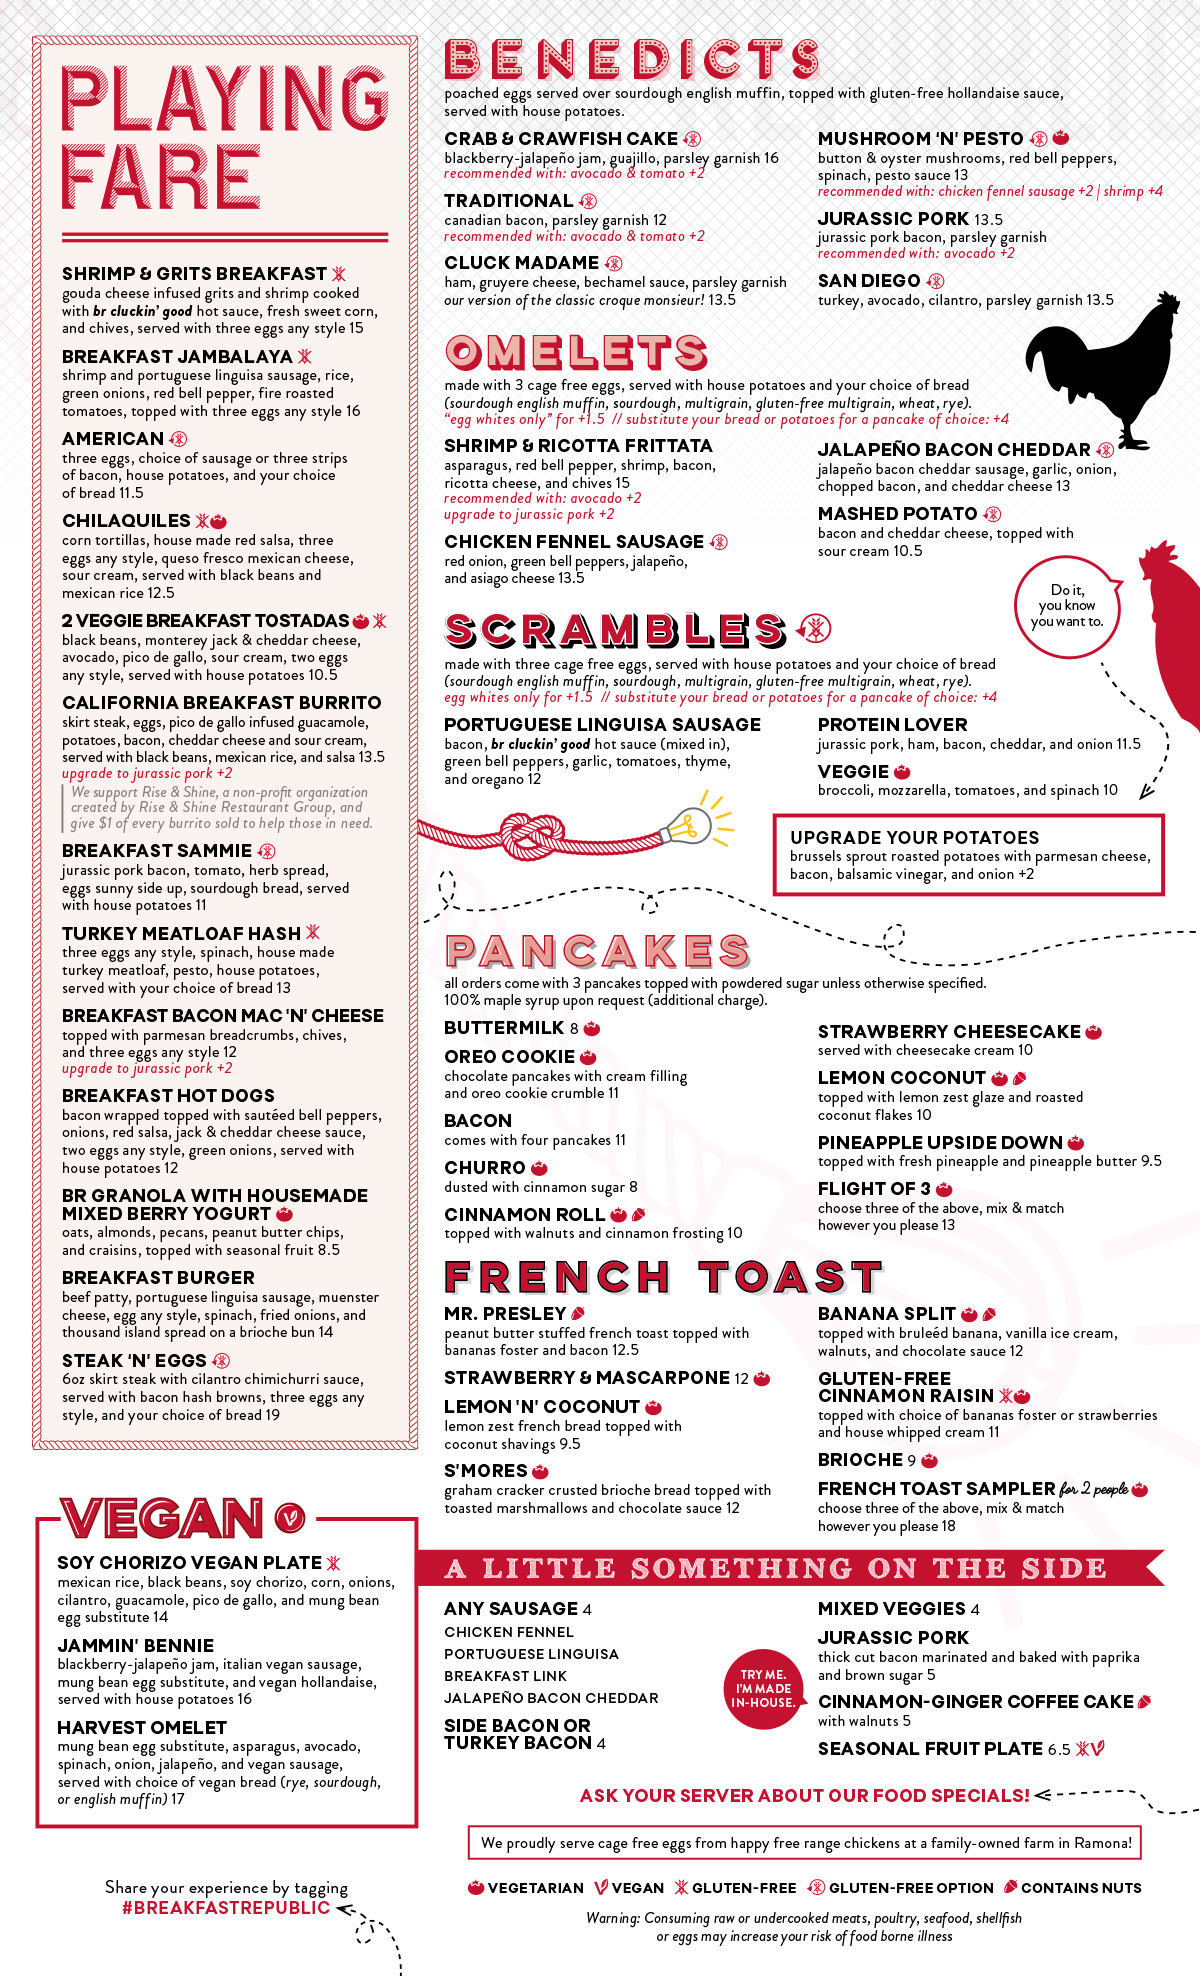 PLAYING
FARE
SHRIMP & GRITS BREAKFAST
gouda cheese infused grits and shrimp cooked
with br cluckin' good hot sauce, fresh sweet corn,
and chives, served with three eggs any style 15
BREAKFAST JAMBALAYA
shrimp and portuguese linguisa sausage, rice,
green onions, red bell pepper, fire roasted
tomatoes, topped with three eggs any style 16
AMERICAN
three eggs, choice of sausage or three strips
of bacon, house potatoes, and your choice
of bread 11.5
CHILAQUILES
corn tortillas, house made red salsa, three
eggs any style, queso fresco mexican cheese,
sour cream, served with black beans and
mexican rice 12.5
2 VEGGIE BREAKFAST TOSTADAS
black beans, monterey jack & cheddar cheese,
avocado, pico de gallo, sour cream, two eggs
any style, served with house potatoes 10.5
CALIFORNIA BREAKFAST BURRITO
skirt steak, eggs, pico de gallo infused guacamole,
potatoes, bacon, cheddar cheese and sour cream,
served with black beans, mexican rice, and salsa 13.5
upgrade to jurassic pork +2
We support Rise & Shine, a non-profit organization
created by Rise & Shine Restaurant Group, and
give $1 of every burrito sold to help those in need.
BREAKFAST SAMMIE
jurassic pork bacon, tomato, herb spread,
eggs sunny side up, sourdough bread, served
with house potatoes 11
TURKEY MEATLOAF HASH
three eggs any style, spinach, house made
turkey meatloaf, pesto, house potatoes,
served with your choice of bread 13
BREAKFAST BACON MAC 'N' CHEESE
topped with parmesan breadcrumbs, chives,
and three eggs any style 12
upgrade to jurassic pork +2
BREAKFAST HOT DOGS
bacon wrapped topped with sautéed bell peppers,
onions, red salsa, jack & cheddar cheese sauce,
two eggs any style, green onions, served with
house potatoes 12
BR GRANOLA WITH HOUSEMADE
MIXED BERRY YOGURT
oats, almonds, pecans, peanut butter chips,
and craisins, topped with seasonal fruit 8.5
BREAKFAST BURGER
beef patty, portuguese linguisa sausage, muenster
cheese, egg any style, spinach, fried onions, and
thousand island spread on a brioche bun 14
STEAK 'N' EGGS
6oz skirt steak with cilantro chimichurri sauce,
served with bacon hash browns, three eggs any
style, and your choice of bread 19
VEGAN
SOY CHORIZO VEGAN PLATE
mexican rice, black beans, soy chorizo, corn, onions,
cilantro, guacamole, pico de gallo, and mung bean
egg substitute 14
JAMMIN' BENNIE
blackberry-jalapeño jam, italian vegan sausage,
mung bean egg substitute, and vegan hollandaise,
served with house potatoes 16
HARVEST OMELET
mung bean egg substitute, asparagus, avocado,
spinach, onion, jalapeño, and vegan sausage,
served with choice of vegan bread (rye, sourdough,
or english muffin) 17
Share your experience by tagging
#BREAKFASTREPUBLIC
BENEDICTS
poached eggs served over sourdough english muffin, topped with gluten-free hollandaise sauce,
served with house potatoes.
CRAB & CRAWFISH CAKE
blackberry-jalapeño jam, guajillo, parsley garnish 16
recommended with: avocado & tomato +2
TRADITIONAL
canadian bacon, parsley garnish 12
recommended with: avocado & tomato +2
CLUCK MADAME
ham, gruyere cheese, bechamel sauce, parsley garnish
our version of the classic croque monsieur! 13.5
MUSHROOM 'N' PESTO
button & oyster mushrooms, red bell peppers,
spinach, pesto sauce 13
recommended with: chicken fennel sausage +2 | shrimp +4
JURASSIC PORK 13.5
jurassic pork bacon, parsley garnish
recommended with: avocado +2
SAN DIEGO
turkey, avocado, cilantro, parsley garnish 13.5
OMELETS
made with 3 cage free eggs, served with house potatoes and your choice of bread
(sourdough english muffin, sourdough, multigrain, gluten-free multigrain, wheat, rye).
"egg whites only" for +1.5 // substitute your bread or potatoes for a pancake of choice: +4
SHRIMP & RICOTTA FRITTATA
asparagus, red bell pepper, shrimp, bacon,
ricotta cheese, and chives 15
recommended with: avocado +2
upgrade to jurassic pork +2
CHICKEN FENNEL SAUSAGE
red onion, green bell peppers, jalapeño,
and asiago cheese 13.5
JALAPEÑO BACON CHEDDAR
jalapeño bacon cheddar sausage, garlic, onion,
chopped bacon, and cheddar cheese 13
MASHED POTATO
bacon and cheddar cheese, topped with
sour cream 10.5
Do it,
you know
you want to.
SCRAMBLES
made with three cage free eggs, served with house potatoes and your choice of bread
(sourdough english muffin, sourdough, multigrain, gluten-free multigrain, wheat, rye).
egg whites only for +1.5 // substitute your bread or potatoes for a pancake of choice: +4
PORTUGUESE LINGUISA SAUSAGE
bacon, br cluckin' good hot sauce (mixed in),
green bell peppers, garlic, tomatoes, thyme,
and oregano 12
PROTEIN LOVER
jurassic pork, ham, bacon, cheddar, and onion 11.5
VEGGIE
broccoli, mozzarella, tomatoes, and spinach 10
UPGRADE YOUR POTATOES
brussels sprout roasted potatoes with parmesan cheese,
bacon, balsamic vinegar, and onion +2
PANCAKES
all orders come with 3 pancakes topped with powdered sugar unless otherwise specified.
100% maple syrup upon request (additional charge).
BUTTERMILK 8
OREO COOKIE
chocolate pancakes with cream filling
and oreo cookie crumble 11
BACON
comes with four pancakes 11
CHURRO
dusted with cinnamon sugar 8
CINNAMON ROLL
topped with walnuts and cinnamon frosting 10
STRAWBERRY CHEESECAKE
served with cheesecake cream 10
LEMON COCONUT
topped with lemon zest glaze and roasted
coconut flakes 10
PINEAPPLE UPSIDE DOWN
topped with fresh pineapple and pineapple butter 9.5
FLIGHT OF 3
choose three of the above, mix & match
however you please 13
FRENCH TOAST
MR. PRESLEY
peanut butter stuffed french toast topped with
bananas foster and bacon 12.5
STRAWBERRY & MASCARPONE 12
LEMON 'N' COCONUT
lemon zest french bread topped with
coconut shavings 9.5
S'MORES
graham cracker crusted brioche bread topped with
toasted marshmallows and chocolate sauce 12
BANANA SPLIT
topped with bruleéd banana, vanilla ice cream,
walnuts, and chocolate sauce 12
GLUTEN-FREE
CINNAMON RAISIN
topped with choice of bananas foster or strawberries
and house whipped cream 11
BRIOCHE 9
FRENCH TOAST SAMPLER for 2 people
choose three of the above, mix & match
however you please 18
A LITTLE SOMETHING ON THE SIDE
ANY SAUSAGE 4
CHICKEN FENNEL
PORTUGUESE LINGUISA
BREAKFAST LINK
JALAPEÑO BACON CHEDDAR
SIDE BACON OR
TURKEY BACON 4
TRY ME.
I'M MADE
IN-HOUSE.
MIXED VEGGIES 4
JURASSIC PORK
thick cut bacon marinated and baked with paprika
and brown sugar 5
CINNAMON-GINGER COFFEE CAKE
with walnuts 5
SEASONAL FRUIT PLATE 6.5
ASK YOUR SERVER ABOUT OUR FOOD SPECIALS!
We proudly serve cage free eggs from happy free range chickens at a family-owned farm in Ramona!
VEGETARIAN VEGAN GLUTEN-FREE GLUTEN-FREE OPTION CONTAINS NUTS
Warning: Consuming raw or undercooked meats, poultry, seafood, shellfish
or eggs may increase your risk of food borne illness